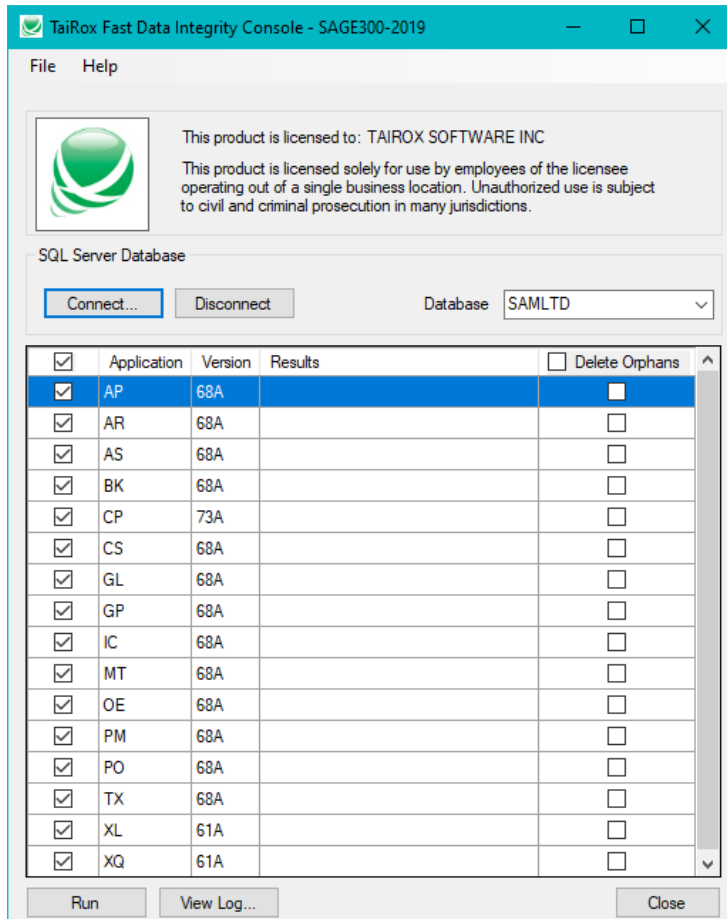 TaiRox Fast Data Integrity Console - SAGE300-2019
File Help
This product is licensed to: TAIROX SOFTWARE INC
This product is licensed solely for use by employees of the licensee
operating out of a single business location. Unauthorized use is subject
to civil and criminal prosecution in many jurisdictions.
SQL Server Database
Connect... Disconnect Database SAMLTD
Application Version Results Delete Orphans
AP 68A
AR 68A
AS 68A
BK 68A
CP 73A
CS 68A
GL 68A
GP 68A
IC 68A
MT 68A
OE 68A
PM 68A
PO 68A
TX 68A
XL 61A
XQ 61A
Run View Log... Close